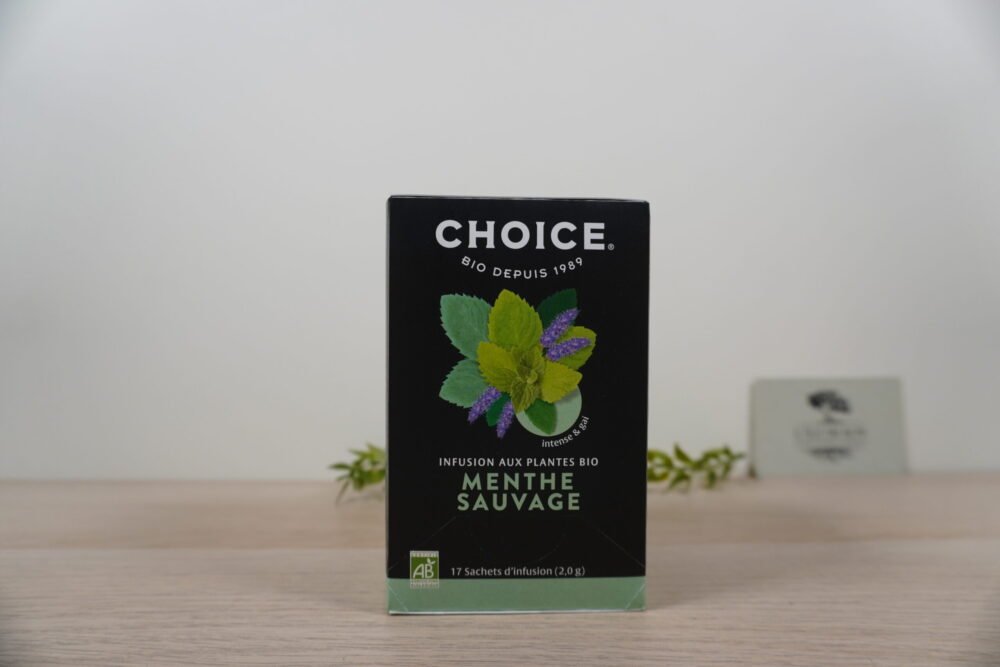 CHOICE®
BIO DEPUIS 1989
intense & gai
INFUSION AUX PLANTES BIO
MENTHE
SAUVAGE
AB
17 Sachets d'infusion (2,0 g)